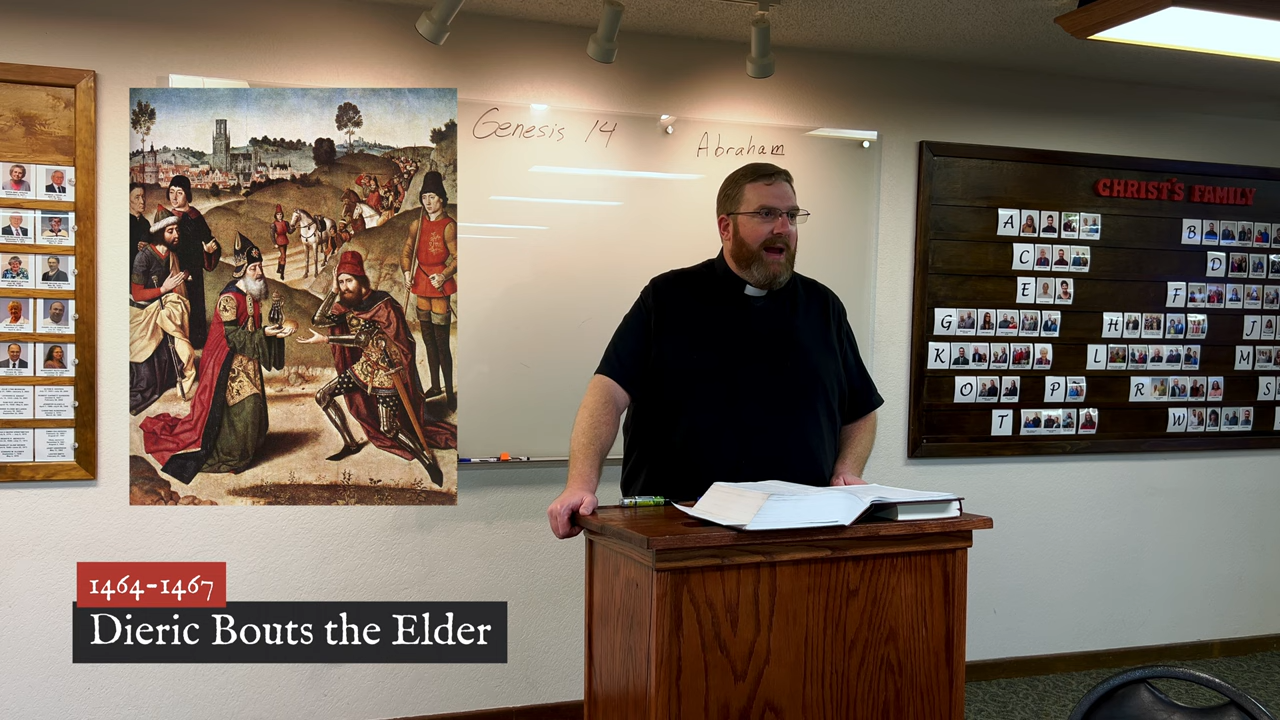 Genesis 14
Abraham
CHRIST'S FAMILY
A
B
C
D
E
F
G
H
J
K
L
M
O
P
R
S
T
W
1464-1467
Dieric Bouts the Elder